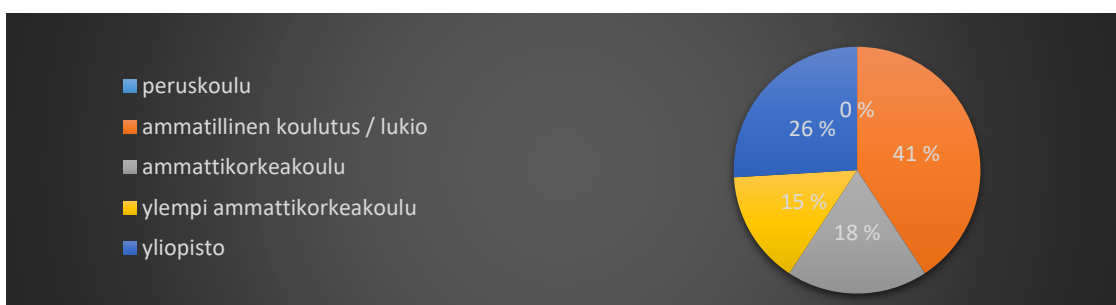 peruskoulu
ammatillinen koulutus / lukio
ammattikorkeakoulu
ylempi ammattikorkeakoulu
yliopisto
0 %
26 %
41 %
15 %
18 %